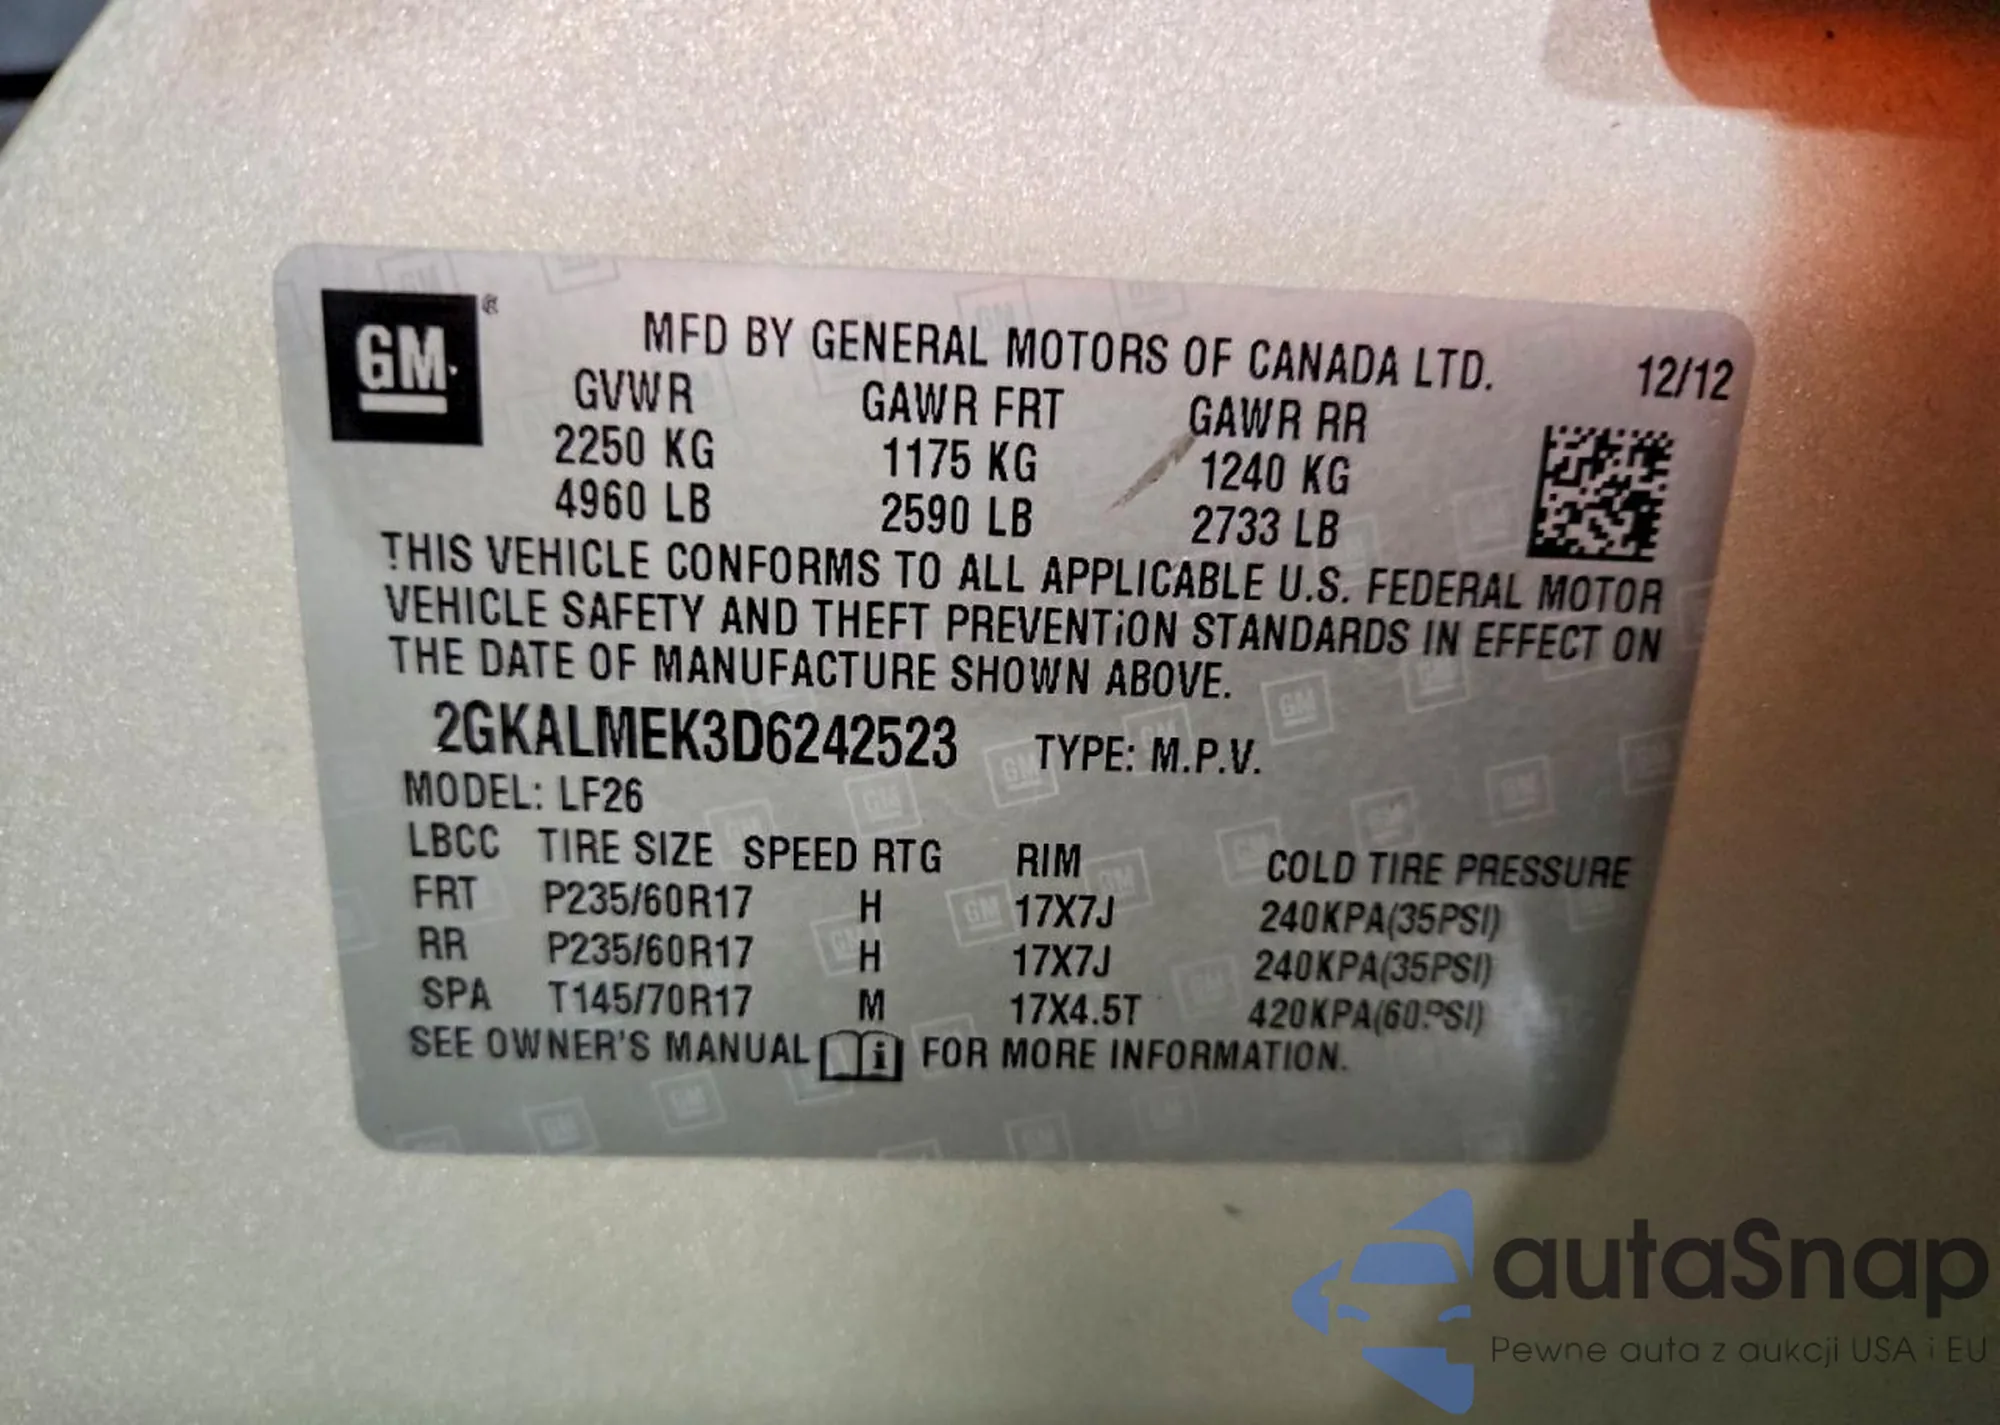 GM ®
MFD BY GENERAL MOTORS OF CANADA LTD. 12/12
GVWR GAWR FRT GAWR RR
2250 KG 1175 KG 1240 KG
4960 LB 2590 LB 2733 LB
THIS VEHICLE CONFORMS TO ALL APPLICABLE U.S. FEDERAL MOTOR
VEHICLE SAFETY AND THEFT PREVENTION STANDARDS IN EFFECT ON
THE DATE OF MANUFACTURE SHOWN ABOVE.
2GKALMEK3D6242523 TYPE: M.P.V.
MODEL: LF26
LBCC TIRE SIZE SPEED RTG RIM COLD TIRE PRESSURE
FRT P235/60R17 H 17X7J 240KPA(35PSI)
RR P235/60R17 H 17X7J 240KPA(35PSI)
SPA T145/70R17 M 17X4.5T 420KPA(60PSI)
SEE OWNER'S MANUAL i FOR MORE INFORMATION.
autaSnap
Pewne auta z aukcji USA i EU